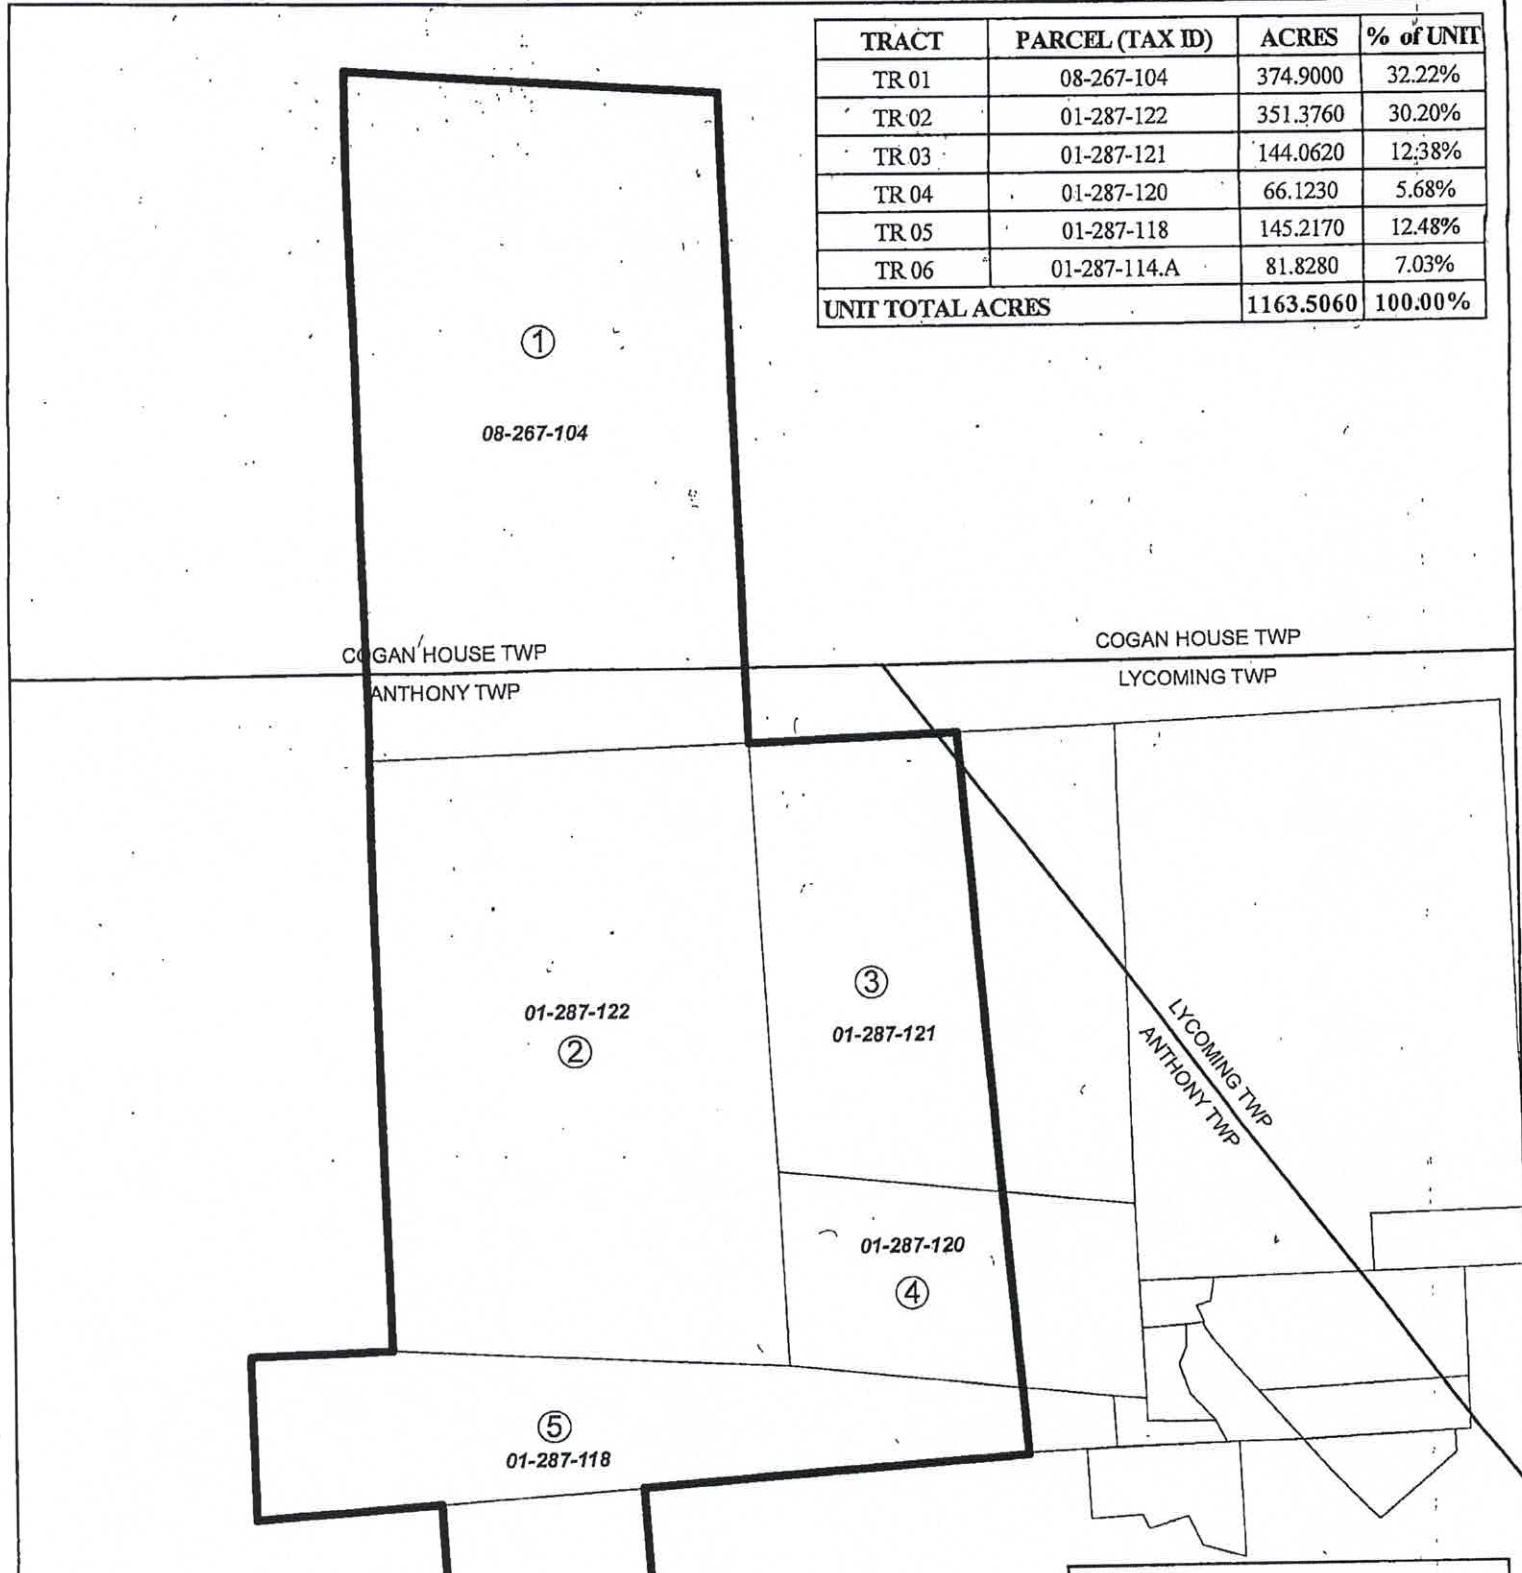 TRACT PARCEL (TAX ID) ACRES % of UNIT
TR 01 08-267-104 374.9000 32.22%
TR 02 01-287-122 351.3760 30.20%
TR 03 01-287-121 144.0620 12.38%
TR 04 01-287-120 66.1230 5.68%
TR 05 01-287-118 145.2170 12.48%
TR 06 01-287-114.A 81.8280 7.03%
UNIT TOTAL ACRES 1163.5060 100.00%
1
08-267-104
COGAN HOUSE TWP
ANTHONY TWP
COGAN HOUSE TWP
LYCOMING TWP
01-287-122
2
3
01-287-121
LYCOMING TWP
ANTHONY TWP
01-287-120
4
5
01-287-118